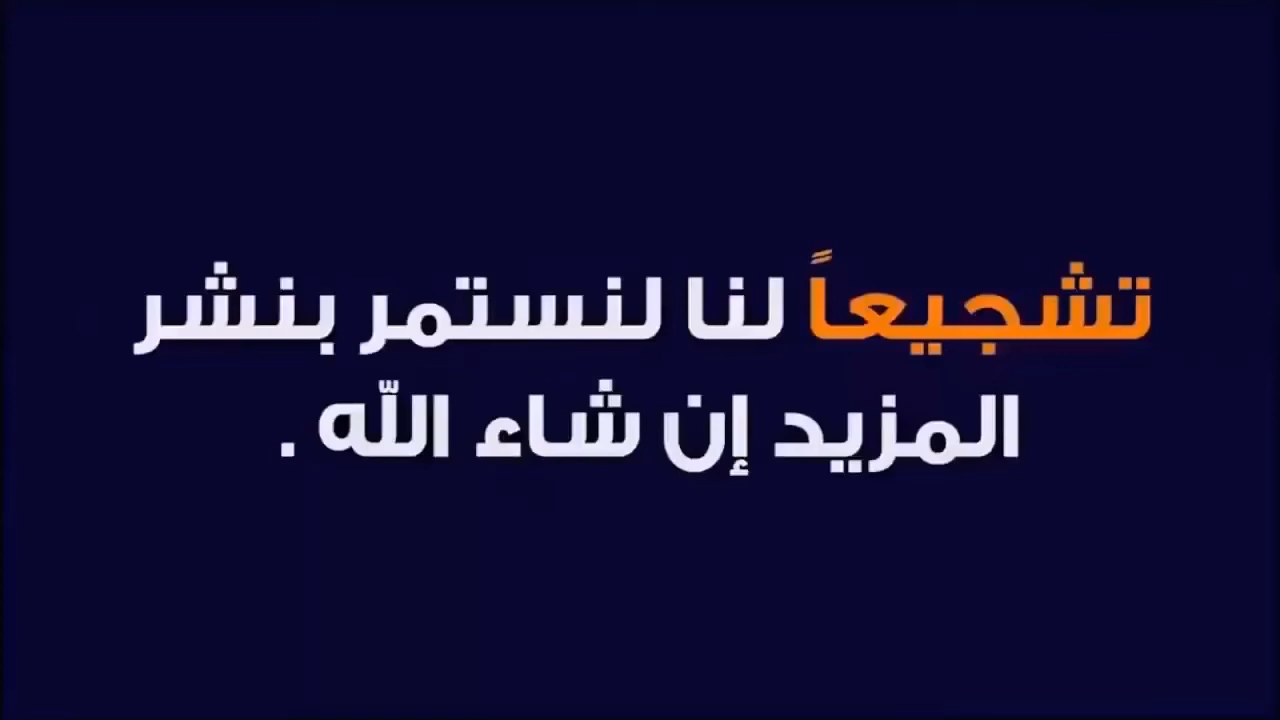 تشجيعاً لنا لنستمر بنشر
المزيد إن شاء اللّه .